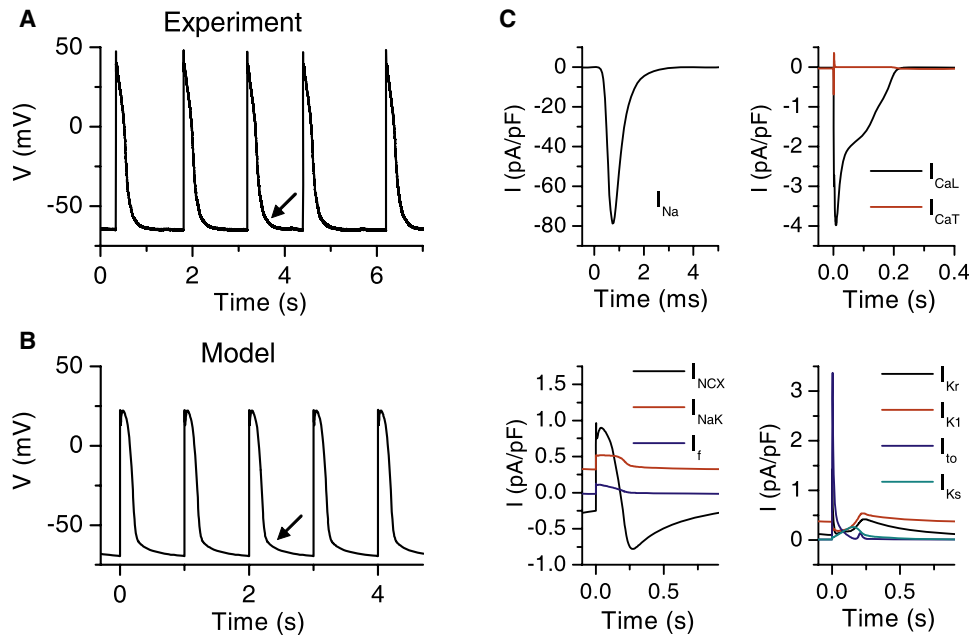 A
Experiment
50
0
-50
V (mV)
0 2 4 6
Time (s)
B
Model
50
0
-50
V (mV)
0 2 4
Time (s)
C
0
-20
-40
-60
-80
I (pA/pF)
I Na
0 2 4
Time (ms)
0
-1
-2
-3
-4
I (pA/pF)
I CaL
I CaT
0.0 0.2 0.4
Time (s)
1.5
1.0
0.5
0.0
-0.5
-1.0
I (pA/pF)
I NCX
I NaK
I f
0.0 0.5
Time (s)
3
2
1
0
I (pA/pF)
I Kr
I K1
I to
I Ks
0.0 0.5
Time (s)